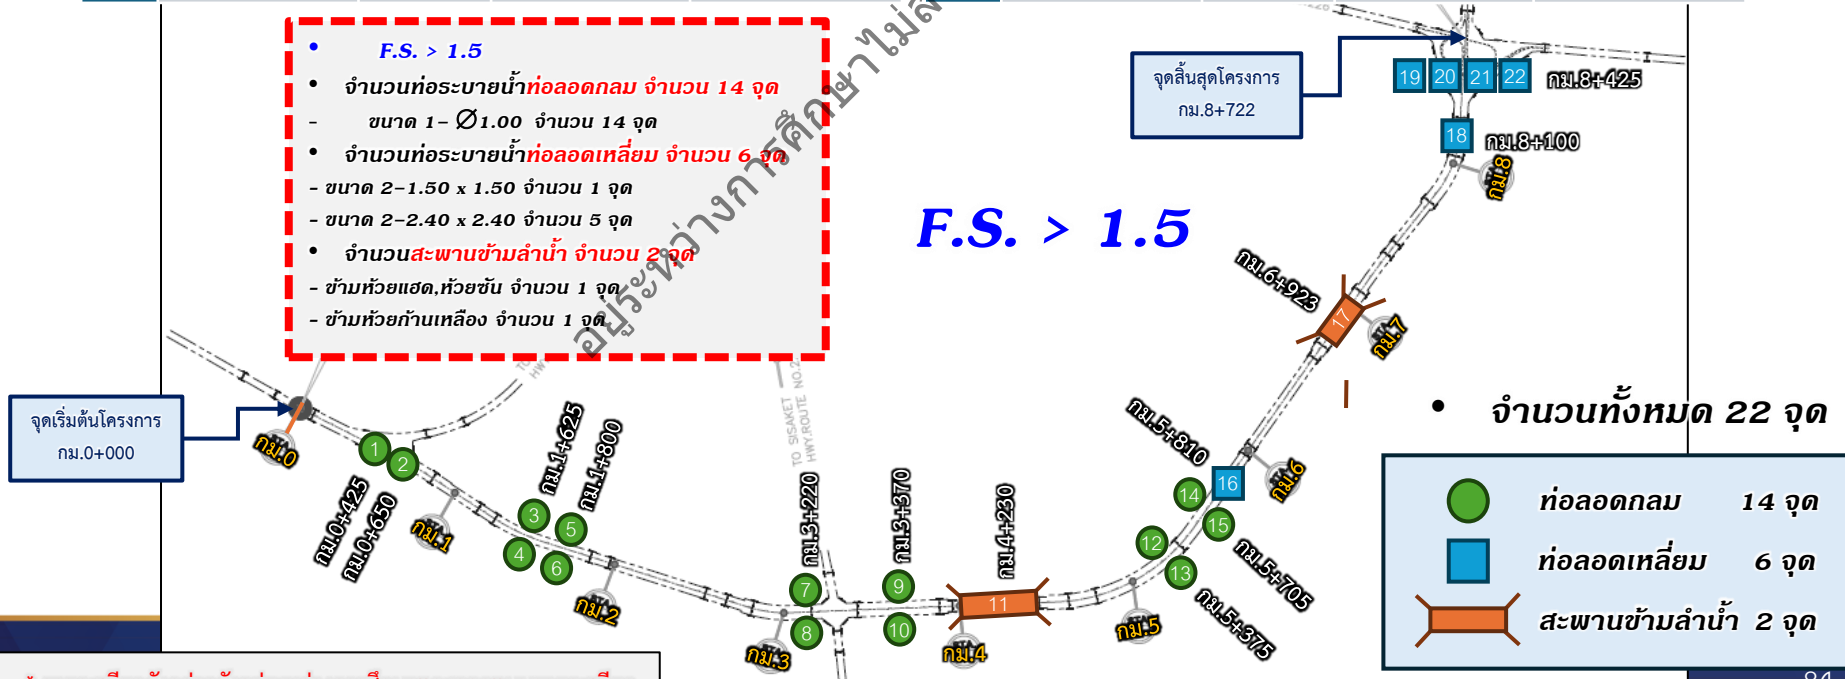 • F.S. > 1.5
• จำนวนท่อระบายน้ำท่อลอดกลม จำนวน 14 จุด
- ขนาด 1- Ø1.00 จำนวน 14 จุด
• จำนวนท่อระบายน้ำท่อลอดเหลี่ยม จำนวน 6 จุด
- ขนาด 2-1.50 x 1.50 จำนวน 1 จุด
- ขนาด 2-2.40 x 2.40 จำนวน 5 จุด
• จำนวนสะพานข้ามลำน้ำ จำนวน 2 จุด
- ข้ามห้วยแฮด,ห้วยซัน จำนวน 1 จุด
- ข้ามห้วยก้านเหลือง จำนวน 1 จุด
อยู่ระหว่างการศึกษาไม่
F.S. > 1.5
จุดสิ้นสุดโครงการ
กม.8+722
19 20 21 22
กม.8+425
18
กม.8+100
กม.8
กม.6+923
17
กม.7
จุดเริ่มต้นโครงการ
กม.0+000
กม.0
1
2
กม.0+425
กม.0+650
กม.1
กม.1+625
กม.1+800
3
5
4
6
กม.2
TO SISAKET
HWY.ROUTE NO.2
กม.3+220
7
8
กม.3
กม.3+370
9
10
กม.4+230
11
กม.4
กม.5
12
13
กม.5+375
กม.5+810
14
16
15
กม.5+705
กม.6
• จำนวนทั้งหมด 22 จุด
ท่อลอดกลม 14 จุด
ท่อลอดเหลี่ยม 6 จุด
สะพานข้ามลำน้ำ 2 จุด